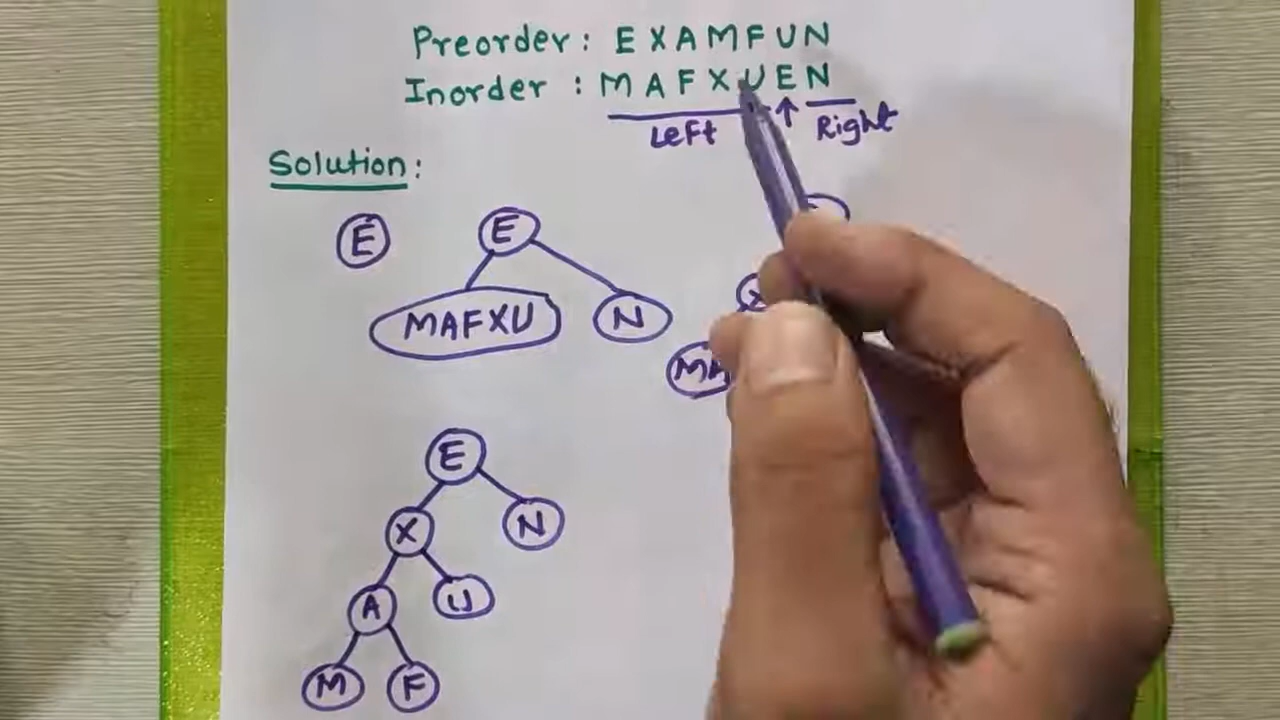 Preorder: E X A M F U N
Inorder : M A F X U E N
Left ↑ Right
Solution:
E
E
MAFXU
N
E
X
N
A
U
M
F